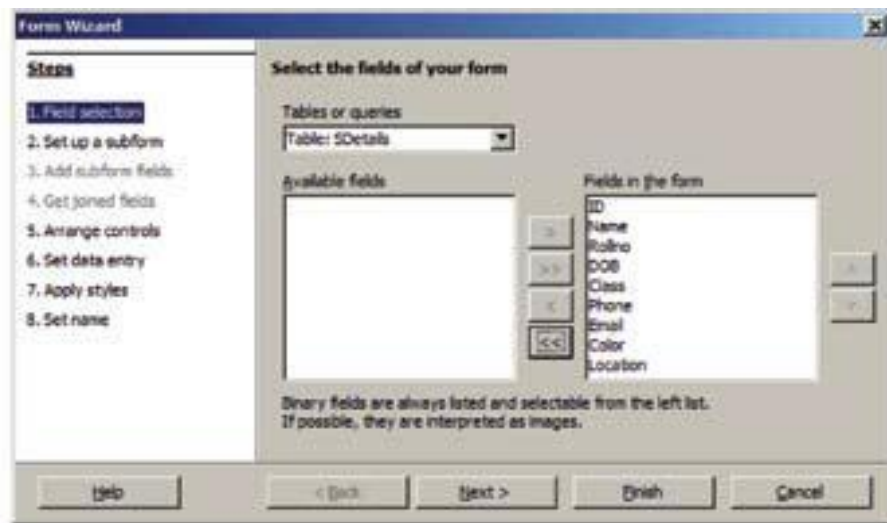 Form Wizard
Steps
1. Field selection
2. Set up a subform
3. Add subform fields
4. Get joined fields
5. Arrange controls
6. Set data entry
7. Apply styles
8. Set name
Select the fields of your form
Tables or queries
Table: SDetails
Available fields
Fields in the form
ID
Name
Rollno
DOB
Class
Phone
Email
Color
Location
>
>>
<
<<
Binary fields are always listed and selectable from the left list.
If possible, they are interpreted as images.
Help
< Back
Next >
Finish
Cancel